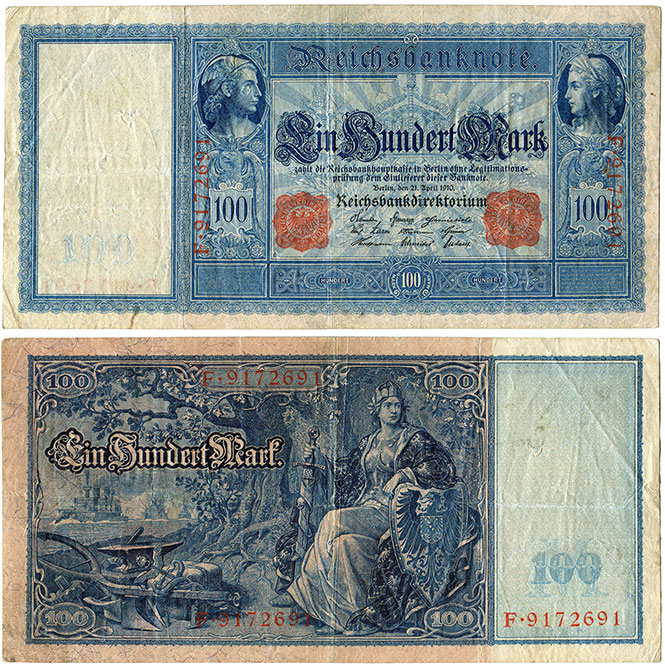 Reichsbanknote.
Ein Hundert Mark
zahlt die Reichsbankhauptkasse in Berlin ohne Legitimations-
prüfung dem Einlieferer dieser Banknote.
Berlin, den 21. April 1910.
Reichsbankdirektorium
F·9172691
F·9172691
100
100
100
HUNDERT
100
HUNDERT
100
F·9172691
100
Ein Hundert Mark.
100
100
F·9172691
100
F·9172691